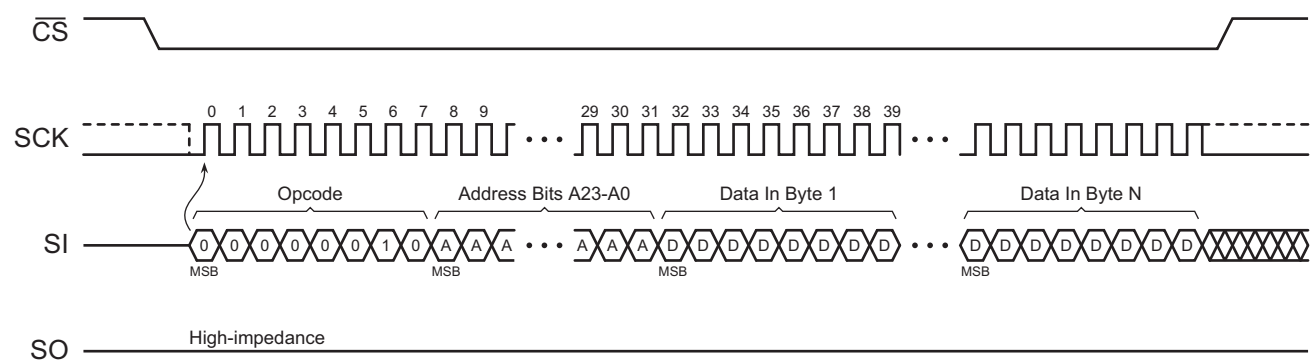 C̅S̅
SCK
0 1 2 3 4 5 6 7 8 9 29 30 31 32 33 34 35 36 37 38 39
• • • • • •
Opcode Address Bits A23-A0 Data In Byte 1 Data In Byte N
SI 0 0 0 0 0 0 1 0 A A A • • • A A A D D D D D D D D • • • D D D D D D D D
MSB MSB MSB MSB
High-impedance
SO